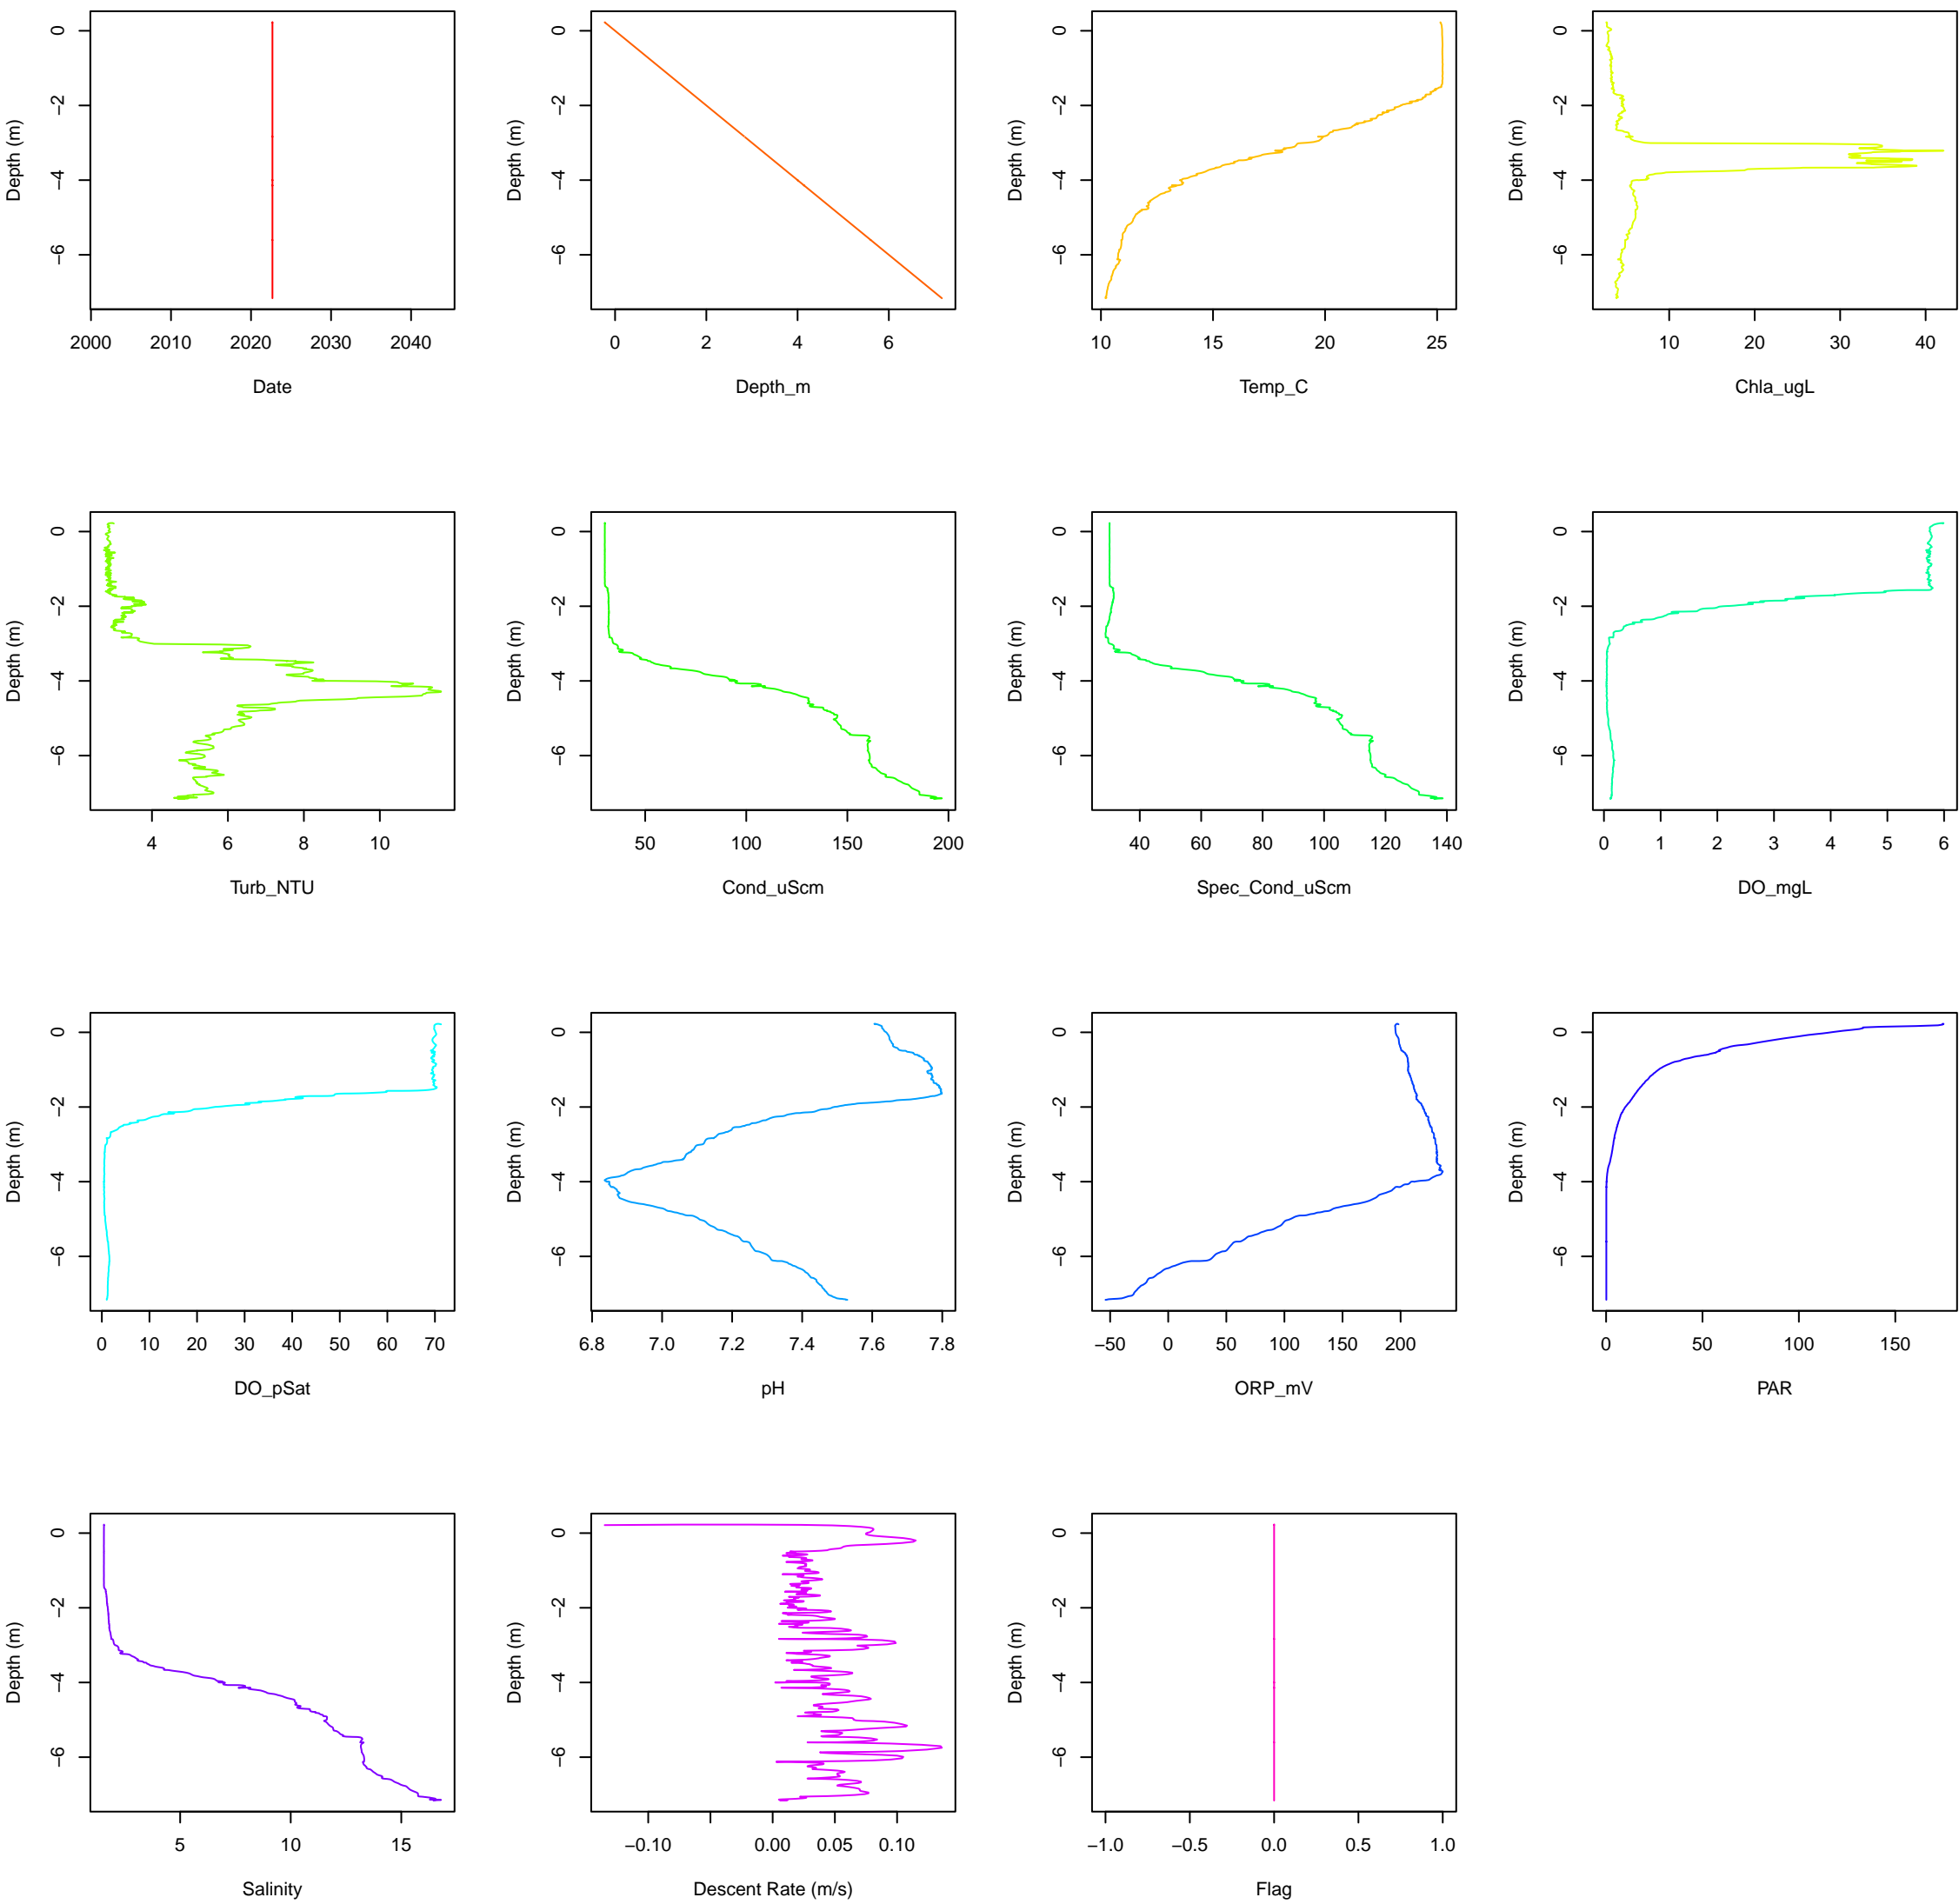 Depth (m)
0
−2
−4
−6
2000 2010 2020 2030 2040
Date
Depth (m)
0
−2
−4
−6
0 2 4 6
Depth_m
Depth (m)
0
−2
−4
−6
10 15 20 25
Temp_C
Depth (m)
0
−2
−4
−6
10 20 30 40
Chla_ugL
Depth (m)
0
−2
−4
−6
4 6 8 10
Turb_NTU
Depth (m)
0
−2
−4
−6
50 100 150 200
Cond_uScm
Depth (m)
0
−2
−4
−6
40 60 80 100 120 140
Spec_Cond_uScm
Depth (m)
0
−2
−4
−6
0 1 2 3 4 5 6
DO_mgL
Depth (m)
0
−2
−4
−6
0 10 20 30 40 50 60 70
DO_pSat
Depth (m)
0
−2
−4
−6
6.8 7.0 7.2 7.4 7.6 7.8
pH
Depth (m)
0
−2
−4
−6
−50 0 50 100 150 200
ORP_mV
Depth (m)
0
−2
−4
−6
0 50 100 150
PAR
Depth (m)
0
−2
−4
−6
5 10 15
Salinity
Depth (m)
0
−2
−4
−6
−0.10 0.00 0.05 0.10
Descent Rate (m/s)
Depth (m)
0
−2
−4
−6
−1.0 −0.5 0.0 0.5 1.0
Flag